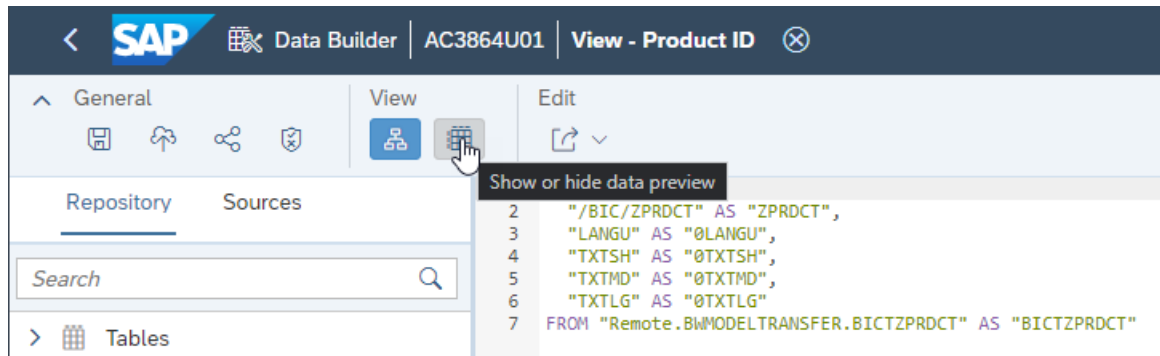 SAP Data Builder AC3864U01 View - Product ID
General View Edit
Show or hide data preview
Repository Sources
2 "/BIC/ZPRDCT" AS "ZPRDCT",
3 "LANGU" AS "0LANGU",
4 "TXTSH" AS "0TXTSH",
5 "TXTMD" AS "0TXTMD",
6 "TXTLG" AS "0TXTLG"
7 FROM "Remote.BWMODELTRANSFER.BICTZPRDCT" AS "BICTZPRDCT"
Search
Tables